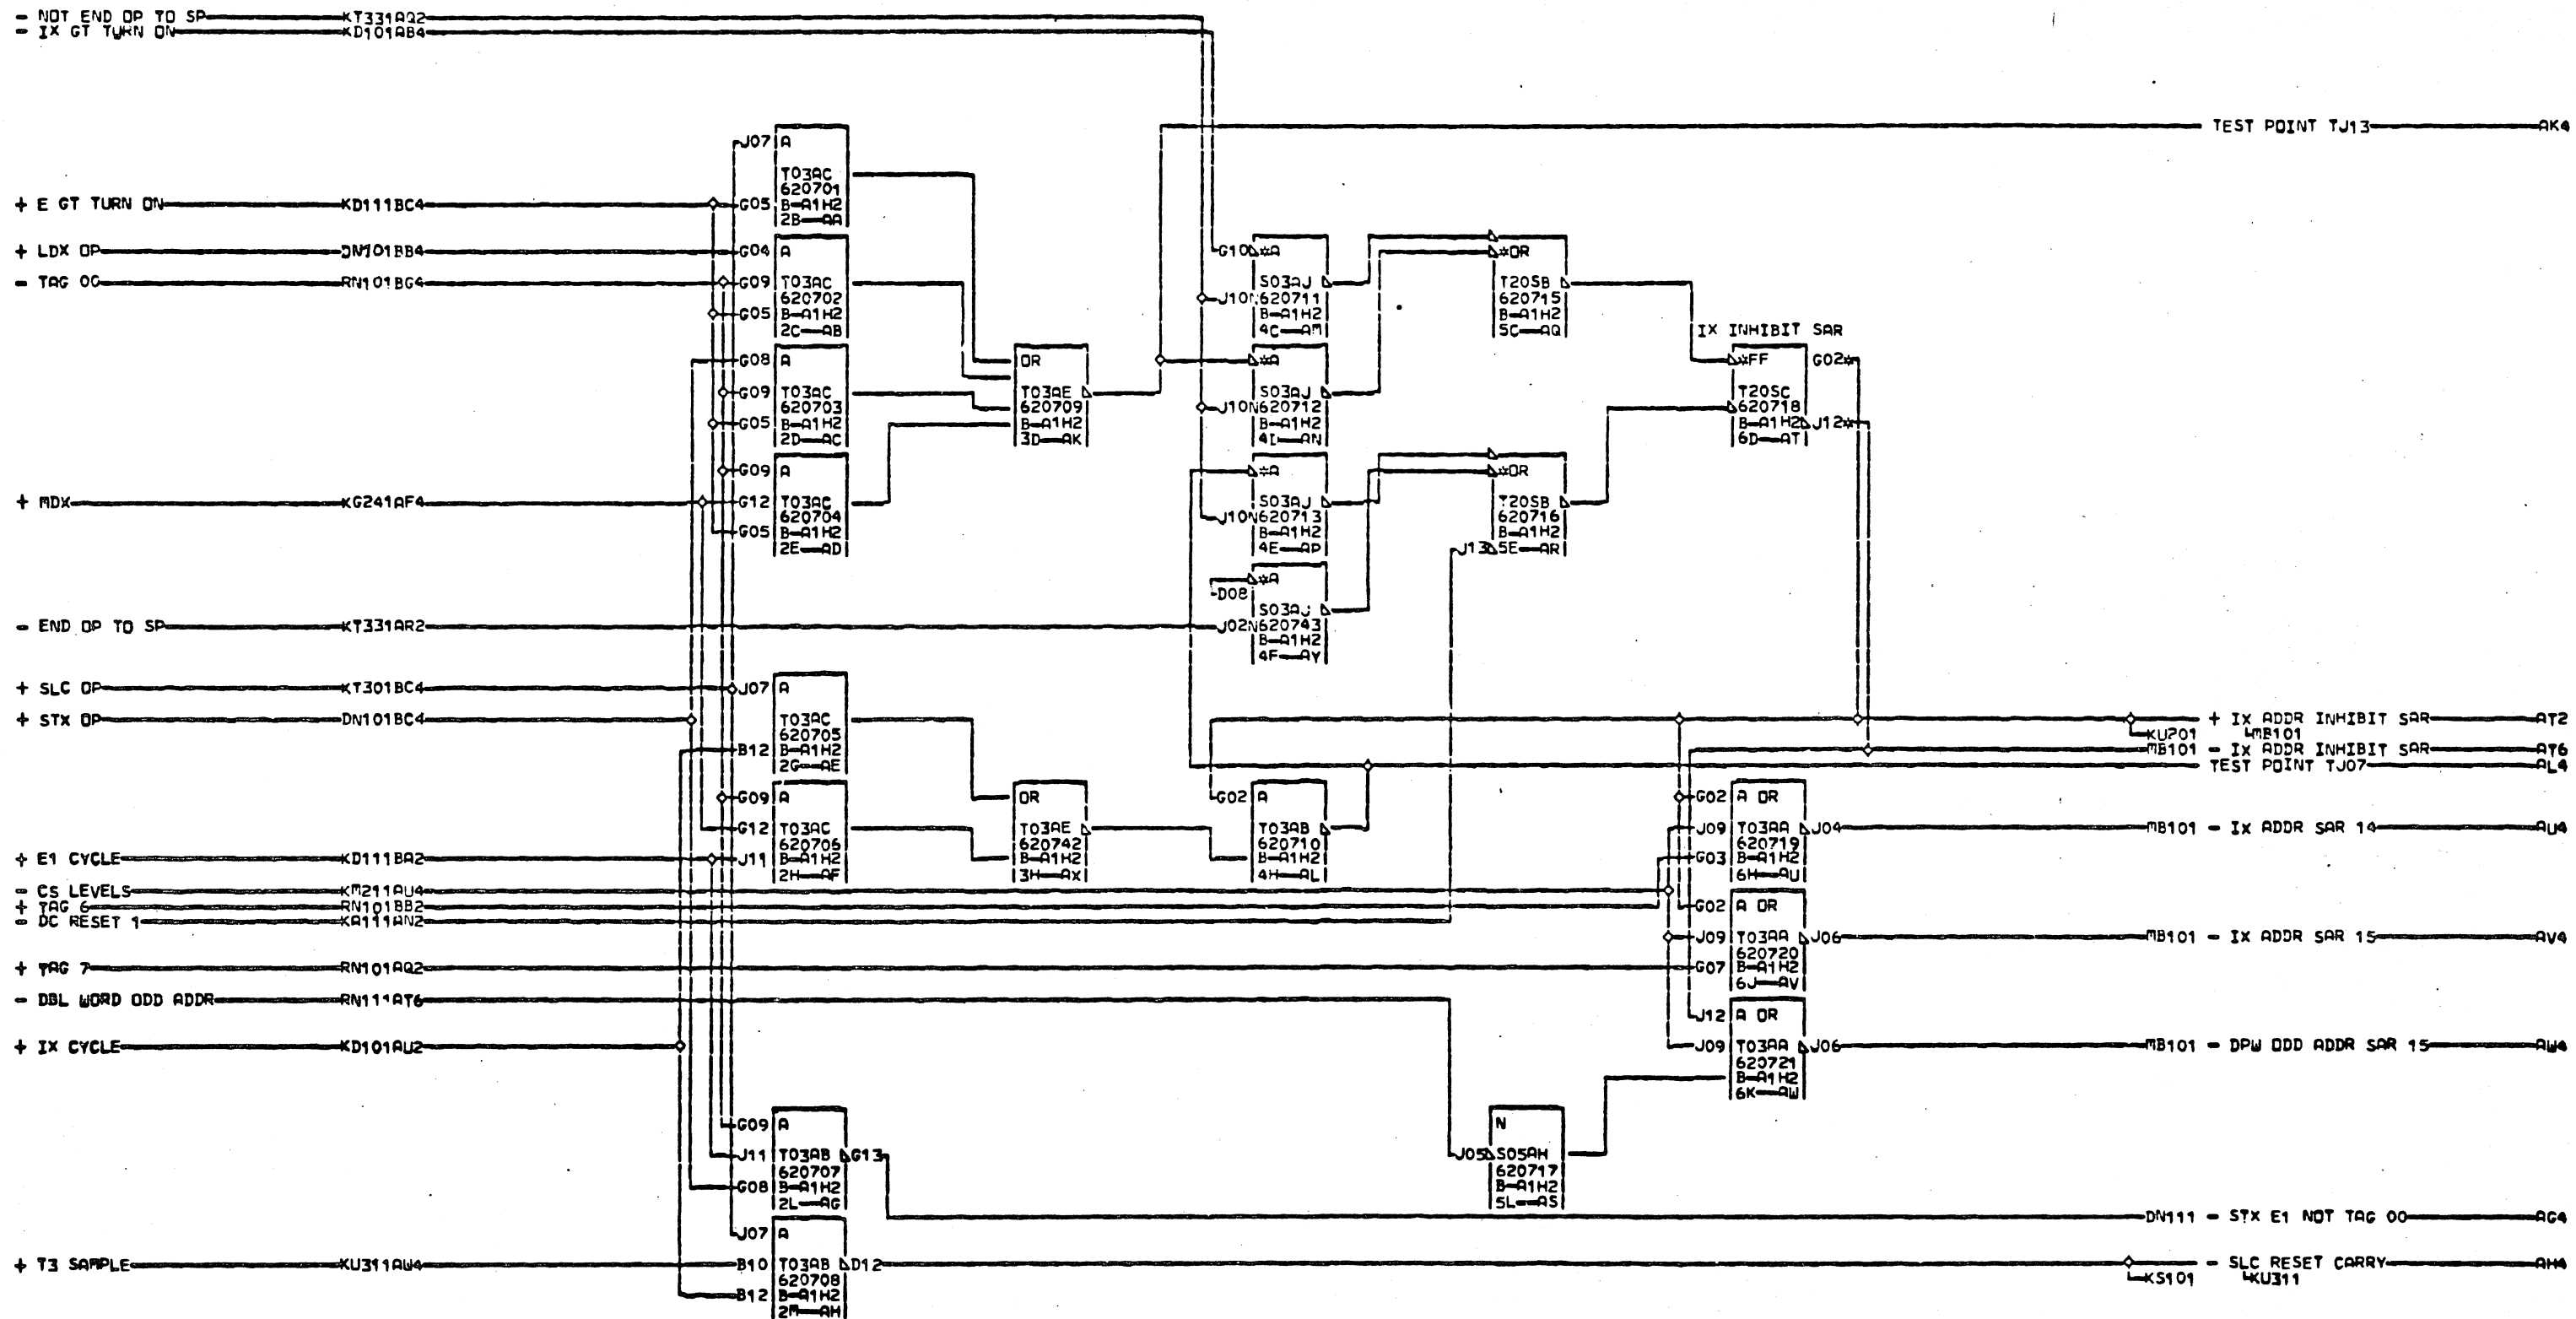 - NOT END OP TO SP KT331AQ2
- IX GT TURN ON KD101AB4
TEST POINT TJ13 AK4
J07 A
T03AC
620701
+ E GT TURN ON KD111BC4 G05 B-A1H2
2B-AA
+ LDX OP DN101BB4 G04 A
- TAG 00 RN101BG4 G09 T03AC
620702
G05 B-A1H2
2C-AB
G08 A
G09 T03AC
620703
G05 B-A1H2
2D-AC
G09 A
+ MDX KG241AF4 G12 T03AC
620704
G05 B-A1H2
2E-AD
OR
T03AE
620709
B-A1H2
3D-AK
G10 *A
S03AJ
J10N 620711
B-A1H2
4C-AM
*A
S03AJ
J10N 620712
B-A1H2
4D-AN
*A
S03AJ
J10N 620713
B-A1H2
4E-AP
*A
D08
S03AJ
- END OP TO SP KT331AR2 J02N 620743
B-A1H2
4F-AY
*OR
T20SB
620715
B-A1H2
5C-AQ
*OR
T20SB
620716
B-A1H2
J13 5E-AR
IX INHIBIT SAR
*FF G02*
T20SC
620718
B-A1H2 J12*
6D-AT
+ SLC OP KT301BC4 J07 A
+ STX OP DN101BC4 T03AC
620705
B12 B-A1H2
2G-AE
+ IX ADDR INHIBIT SAR AT2
KU201 MB101
MB101 - IX ADDR INHIBIT SAR AT6
TEST POINT TJ07 AL4
G09 A
G12 T03AC
620706
+ E1 CYCLE KD111BA2 J11 B-A1H2
2H-AF
OR
T03AE
620742
B-A1H2
3H-AX
G02 A
T03AB
620710
B-A1H2
4H-AL
G02 A OR
J09 T03AA J04 MB101 - IX ADDR SAR 14 AU4
620719
G03 B-A1H2
6H-AU
- CS LEVELS KM211AU4
+ TAG 6 RN101BB2
- DC RESET 1 KA111AN2
G02 A OR
J09 T03AA J06 MB101 - IX ADDR SAR 15 AV4
620720
+ TAG 7 RN101AQ2 G07 B-A1H2
6J-AV
- DBL WORD ODD ADDR RN111AT6
J12 A OR
+ IX CYCLE KD101AU2
J09 T03AA J06 MB101 - DPW ODD ADDR SAR 15 AW4
620721
B-A1H2
6K-AW
G09 A
J11 T03AB G13
620707
G08 B-A1H2
2L-AG
N
J05 S05AH
620717
B-A1H2
5L-AS
DN111 - STX E1 NOT TAG 00 AG4
J07 A
+ T3 SAMPLE KU311AW4 B10 T03AB D12 - SLC RESET CARRY AH4
620708 KS101 KU311
B12 B-A1H2
2M-AH